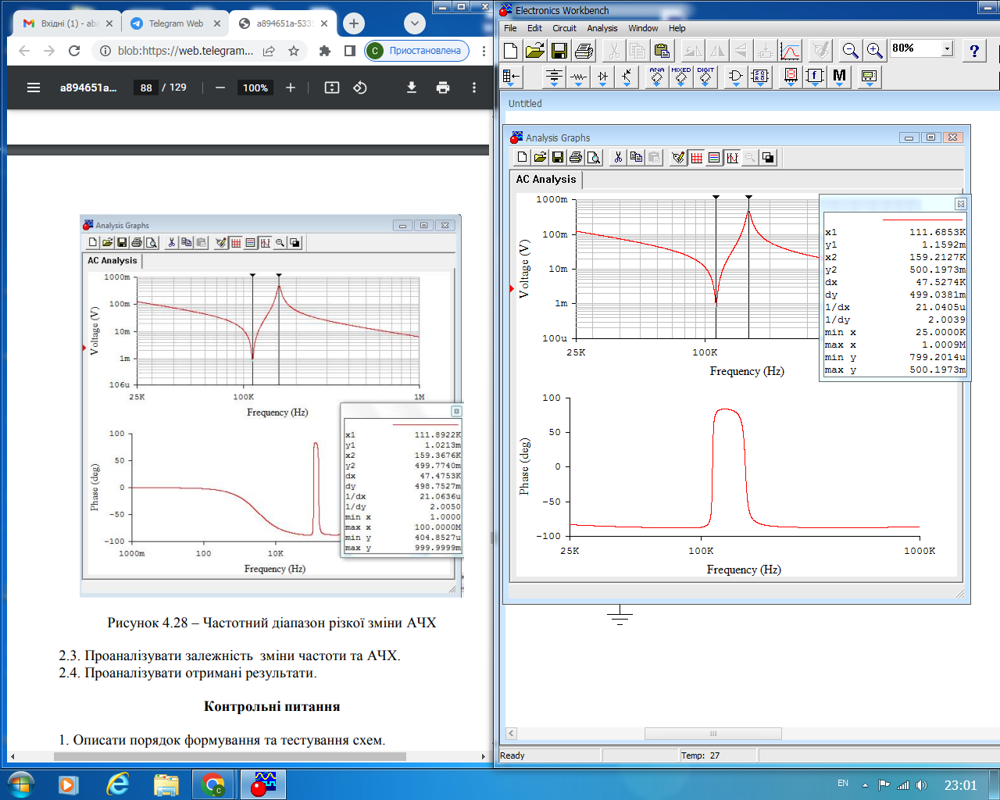 Вхідні (1) - aba
Telegram Web
a894651a-5335
blob:https://web.telegram...
Приостановлена
C
a894651a...
88 / 129
100%
Analysis Graphs
AC Analysis
1000m
100m
10m
1m
106u
Voltage (V)
25K 100K 1M
Frequency (Hz)
100
50
0
-50
-100
Phase (deg)
1000m 100 10K
Frequency (Hz)
x1 111.8922K
y1 1.0213m
x2 159.3676K
y2 499.7740m
dx 47.4753K
dy 498.7527m
1/dx 21.0636u
1/dy 2.0050
min x 1.0000
max x 100.0000M
min y 404.8527u
max y 999.9999m
Рисунок 4.28 – Частотний діапазон різкої зміни АЧХ
2.3. Проаналізувати залежність зміни частоти та АЧХ.
2.4. Проаналізувати отримані результати.
Контрольні питання
1. Описати порядок формування та тестування схем.
Electronics Workbench
File Edit Circuit Analysis Window Help
80%
ANA MIXED DIGIT
M
Untitled
Analysis Graphs
AC Analysis
1000m
100m
10m
1m
100u
Voltage (V)
25K 100K
Frequency (Hz)
x1 111.6853K
y1 1.1592m
x2 159.2127K
y2 500.1973m
dx 47.5274K
dy 499.0381m
1/dx 21.0405u
1/dy 2.0039
min x 25.0000K
max x 1.0009M
min y 799.2014u
max y 500.1973m
100
50
0
-50
-100
Phase (deg)
25K 100K 1000K
Frequency (Hz)
Ready Temp: 27
EN 23:01